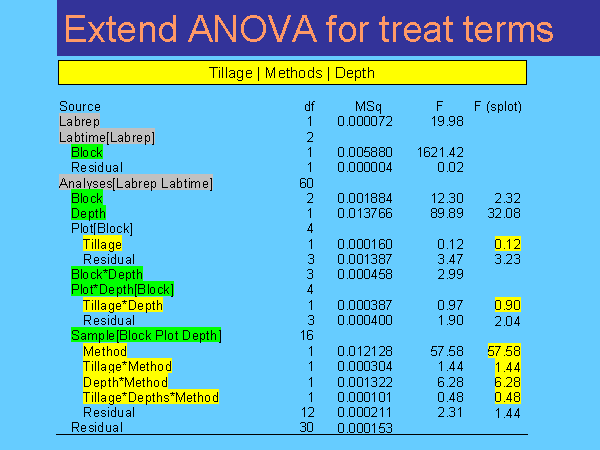 Extend ANOVA for treat terms
Tillage | Methods | Depth
Source df MSq F F (splot)
Labrep 1 0.000072 19.98
Labtime[Labrep] 2
Block 1 0.005880 1621.42
Residual 1 0.000004 0.02
Analyses[Labrep Labtime] 60
Block 2 0.001884 12.30 2.32
Depth 1 0.013766 89.89 32.08
Plot[Block] 4
Tillage 1 0.000160 0.12 0.12
Residual 3 0.001387 3.47 3.23
Block*Depth 3 0.000458 2.99
Plot*Depth[Block] 4
Tillage*Depth 1 0.000387 0.97 0.90
Residual 3 0.000400 1.90 2.04
Sample[Block Plot Depth] 16
Method 1 0.012128 57.58 57.58
Tillage*Method 1 0.000304 1.44 1.44
Depth*Method 1 0.001322 6.28 6.28
Tillage*Depths*Method 1 0.000101 0.48 0.48
Residual 12 0.000211 2.31 1.44
Residual 30 0.000153